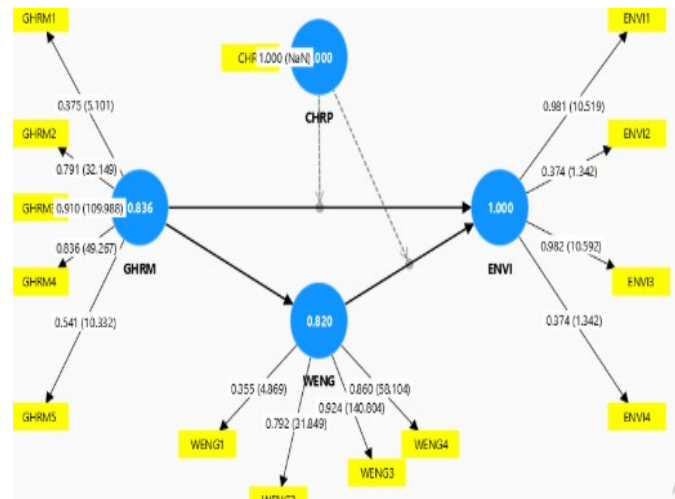 GHRM1
ENVI1
1.000 (NaN)
CHRP
0.375 (5.101)
0.981 (10.519)
GHRM2
ENVI2
0.791 (32.149)
0.374 (1.342)
0.910 (109.988)
0.836
1.000
0.836 (49.267)
GHRM
ENVI
0.982 (10.592)
GHRM4
ENVI3
0.541 (10.332)
0.820
0.374 (1.342)
WENG
0.355 (4.869)
0.860 (58.104)
0.924 (140.804)
0.792 (31.849)
GHRM5
ENVI4
WENG1
WENG4
WENG3